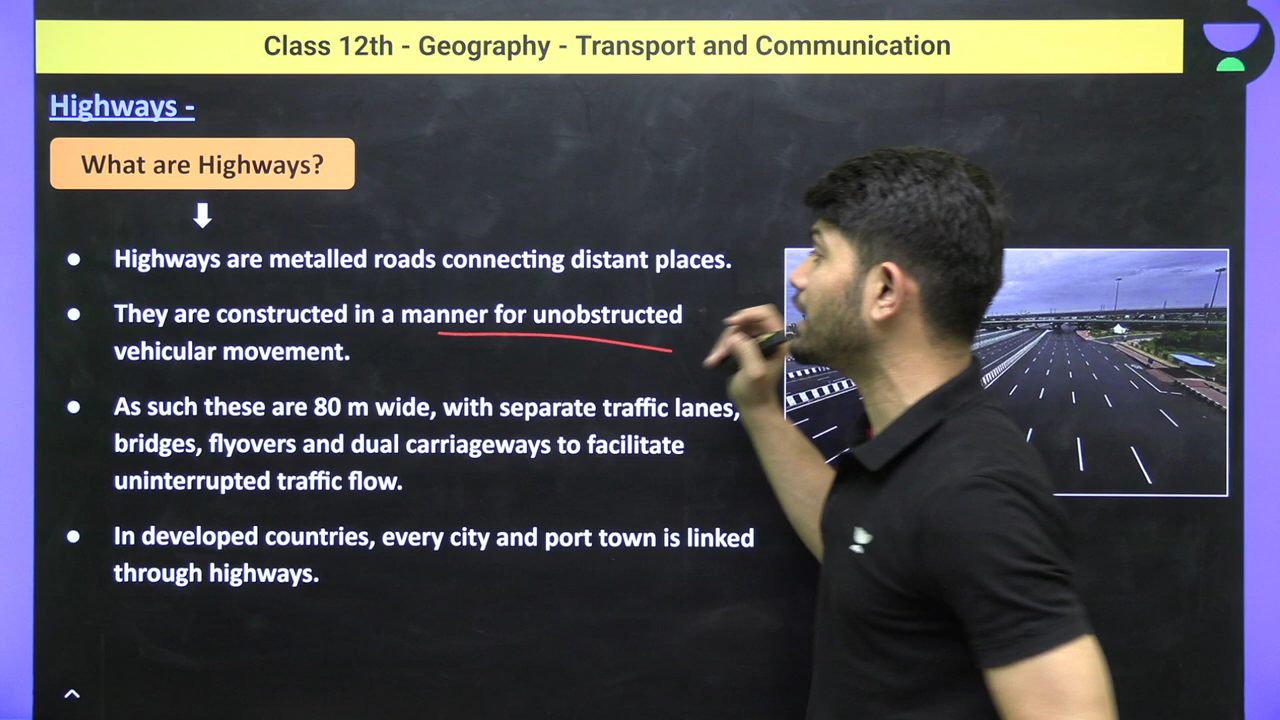 Class 12th - Geography - Transport and Communication
Highways -
What are Highways?
● Highways are metalled roads connecting distant places.
● They are constructed in a manner for unobstructed
vehicular movement.
● As such these are 80 m wide, with separate traffic lanes,
bridges, flyovers and dual carriageways to facilitate
uninterrupted traffic flow.
● In developed countries, every city and port town is linked
through highways.